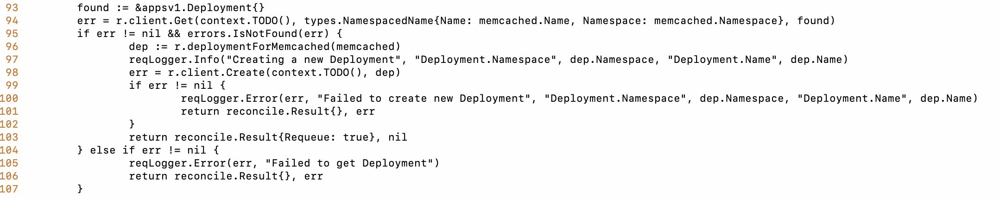 93 found := &appsv1.Deployment{}
94 err = r.client.Get(context.TODO(), types.NamespacedName{Name: memcached.Name, Namespace: memcached.Namespace}, found)
95 if err != nil && errors.IsNotFound(err) {
96 dep := r.deploymentForMemcached(memcached)
97 reqLogger.Info("Creating a new Deployment", "Deployment.Namespace", dep.Namespace, "Deployment.Name", dep.Name)
98 err = r.client.Create(context.TODO(), dep)
99 if err != nil {
100 reqLogger.Error(err, "Failed to create new Deployment", "Deployment.Namespace", dep.Namespace, "Deployment.Name", dep.Name)
101 return reconcile.Result{}, err
102 }
103 return reconcile.Result{Requeue: true}, nil
104 } else if err != nil {
105 reqLogger.Error(err, "Failed to get Deployment")
106 return reconcile.Result{}, err
107 }